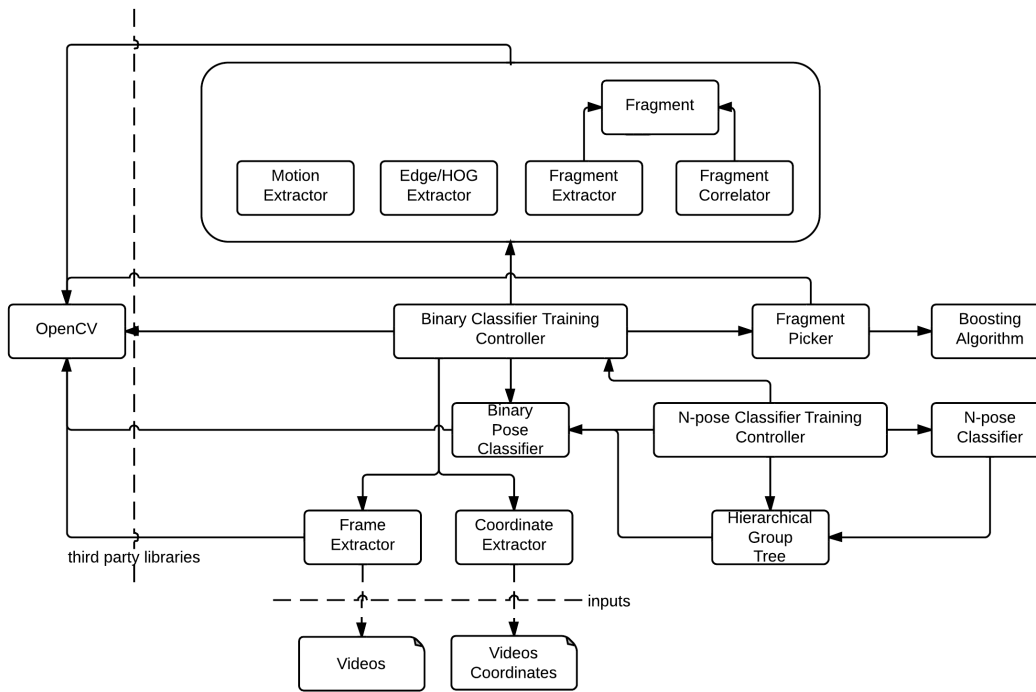 Fragment
Motion
Extractor
Edge/HOG
Extractor
Fragment
Extractor
Fragment
Correlator
OpenCV
Binary Classifier Training
Controller
Fragment
Picker
Boosting
Algorithm
Binary
Pose
Classifier
N-pose Classifier Training
Controller
N-pose
Classifier
Frame
Extractor
Coordinate
Extractor
Hierarchical
Group
Tree
third party libraries
inputs
Videos
Videos
Coordinates